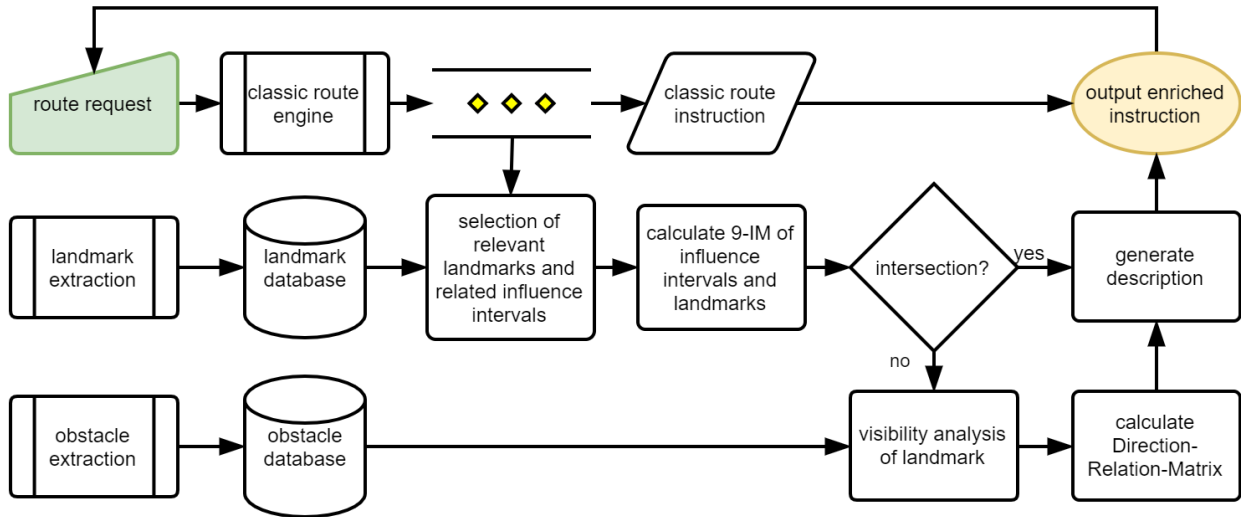 route request
classic route
engine
classic route
instruction
output enriched
instruction
landmark
extraction
landmark
database
selection of
relevant
landmarks and
related influence
intervals
calculate 9-IM of
influence
intervals and
landmarks
intersection?
yes
generate
description
no
obstacle
extraction
obstacle
database
visibility analysis
of landmark
calculate
Direction-
Relation-Matrix